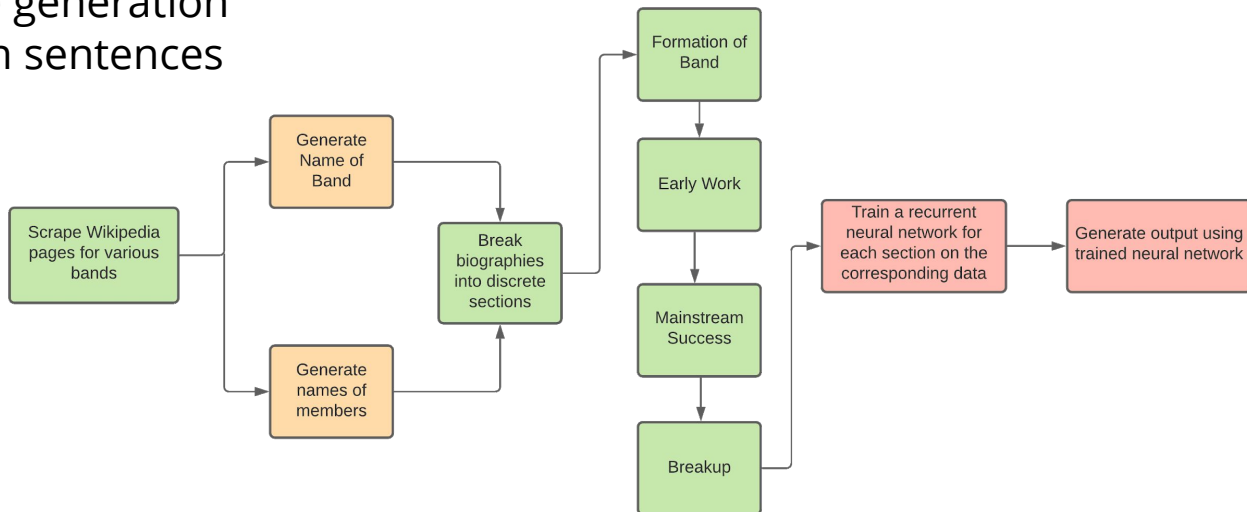 generation
sentences
Scrape Wikipedia
pages for various
bands
Generate
Name of
Band
Generate
names of
members
Break
biographies
into discrete
sections
Formation of
Band
Early Work
Mainstream
Success
Breakup
Train a recurrent
neural network for
each section on the
corresponding data
Generate output using
trained neural network